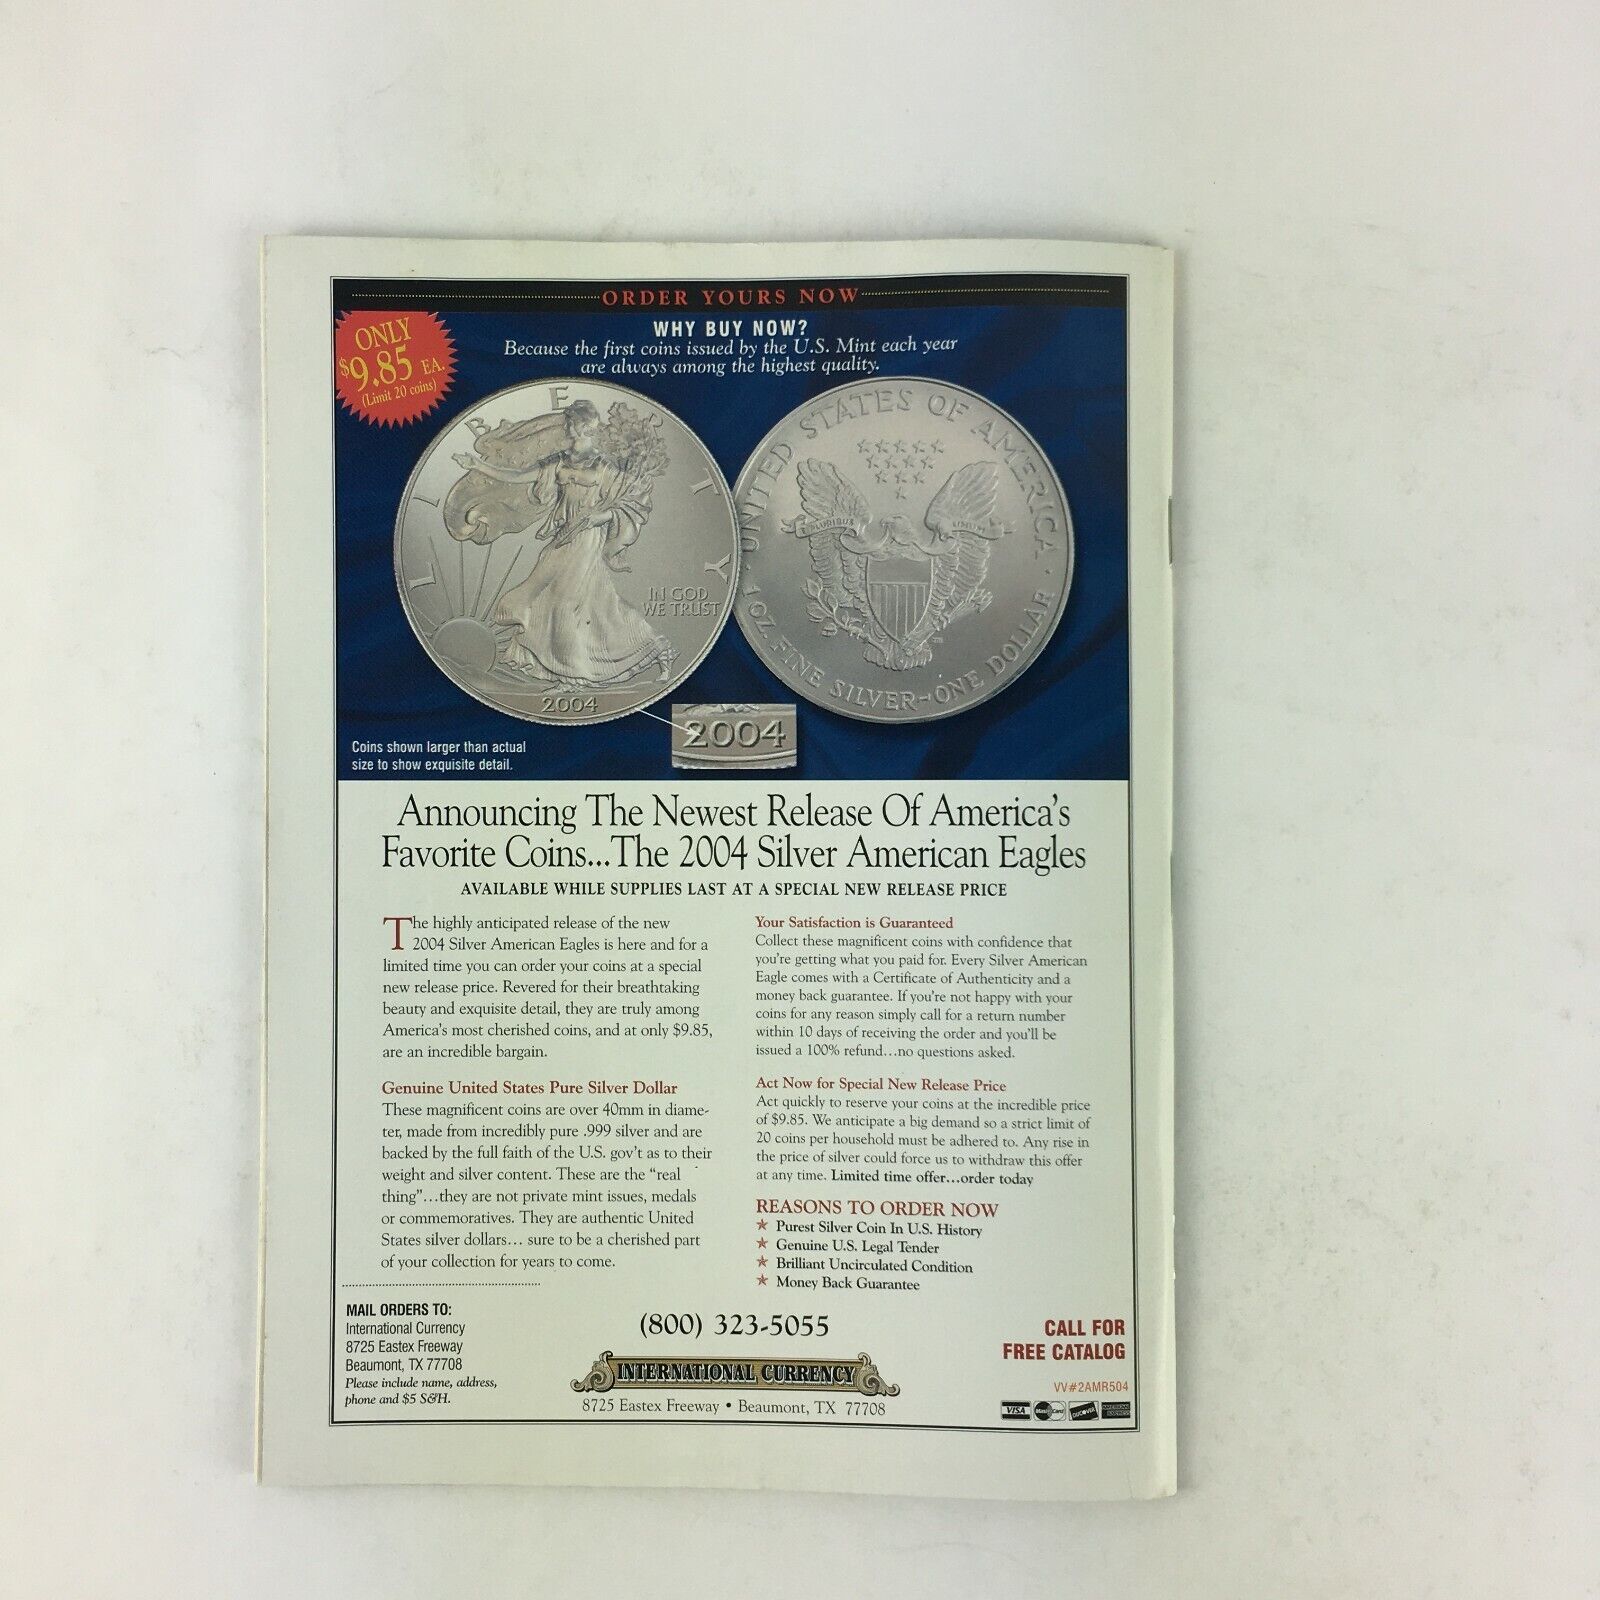 ORDER YOURS NOW
ONLY
$9.85 EA.
(Limit 20 coins)
WHY BUY NOW?
Because the first coins issued by the U.S. Mint each year
are always among the highest quality.
LIBERTY
IN GOD
WE TRUST
2004
UNITED STATES OF AMERICA
PLURIBUS
UNUM
1 OZ. FINE SILVER~ONE DOLLAR
2004
Coins shown larger than actual
size to show exquisite detail.
Announcing The Newest Release Of America's
Favorite Coins...The 2004 Silver American Eagles
AVAILABLE WHILE SUPPLIES LAST AT A SPECIAL NEW RELEASE PRICE
The highly anticipated release of the new
2004 Silver American Eagles is here and for a
limited time you can order your coins at a special
new release price. Revered for their breathtaking
beauty and exquisite detail, they are truly among
America's most cherished coins, and at only $9.85,
are an incredible bargain.
Genuine United States Pure Silver Dollar
These magnificent coins are over 40mm in diame-
ter, made from incredibly pure .999 silver and are
backed by the full faith of the U.S. gov't as to their
weight and silver content. These are the "real
thing"...they are not private mint issues, medals
or commemoratives. They are authentic United
States silver dollars... sure to be a cherished part
of your collection for years to come.
Your Satisfaction is Guaranteed
Collect these magnificent coins with confidence that
you're getting what you paid for. Every Silver American
Eagle comes with a Certificate of Authenticity and a
money back guarantee. If you're not happy with your
coins for any reason simply call for a return number
within 10 days of receiving the order and you'll be
issued a 100% refund...no questions asked.
Act Now for Special New Release Price
Act quickly to reserve your coins at the incredible price
of $9.85. We anticipate a big demand so a strict limit of
20 coins per household must be adhered to. Any rise in
the price of silver could force us to withdraw this offer
at any time. Limited time offer...order today
REASONS TO ORDER NOW
★ Purest Silver Coin In U.S. History
★ Genuine U.S. Legal Tender
★ Brilliant Uncirculated Condition
★ Money Back Guarantee
MAIL ORDERS TO:
International Currency
8725 Eastex Freeway
Beaumont, TX 77708
Please include name, address,
phone and $5 S&H.
(800) 323-5055
INTERNATIONAL CURRENCY
8725 Eastex Freeway • Beaumont, TX 77708
CALL FOR
FREE CATALOG
VV#2AMR504
VISA MasterCard DISCOVER AMERICAN EXPRESS